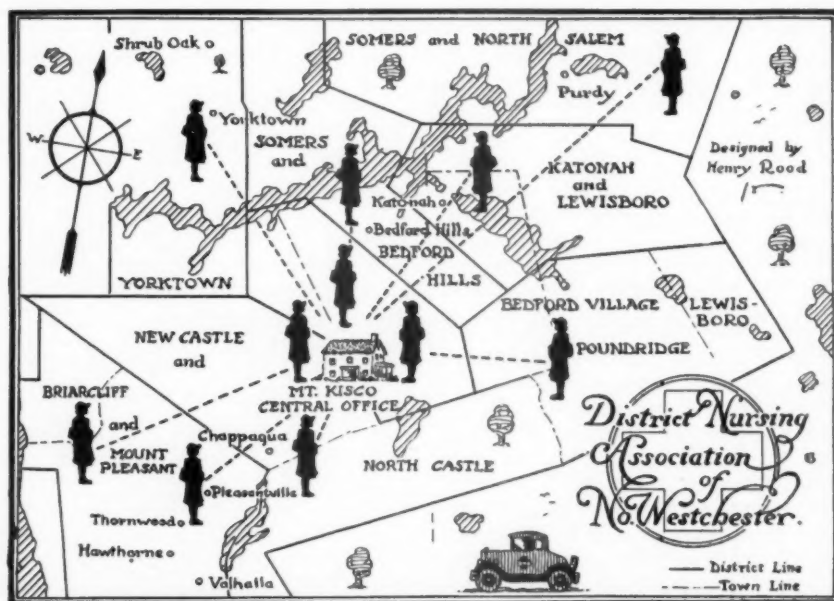 Shrub Oak
SOMERS and NORTH SALEM
Purdy
Yorktown
SOMERS
and
W
E
Designed by
Henry Rood
KATONAH
and
LEWISBORO
Katonah
Bedford Hills
BEDFORD
HILLS
YORKTOWN
BEDFORD VILLAGE
LEWIS-
BORO
NEW CASTLE
and
POUNDRIDGE
BRIARCLIFF
and
MOUNT
PLEASANT
MT. KISCO
CENTRAL OFFICE
Chappaqua
NORTH CASTLE
District Nursing
Association
of
No. Westchester.
Pleasantville
Thornwood
Hawthorne
Valhalla
District Line
Town Line